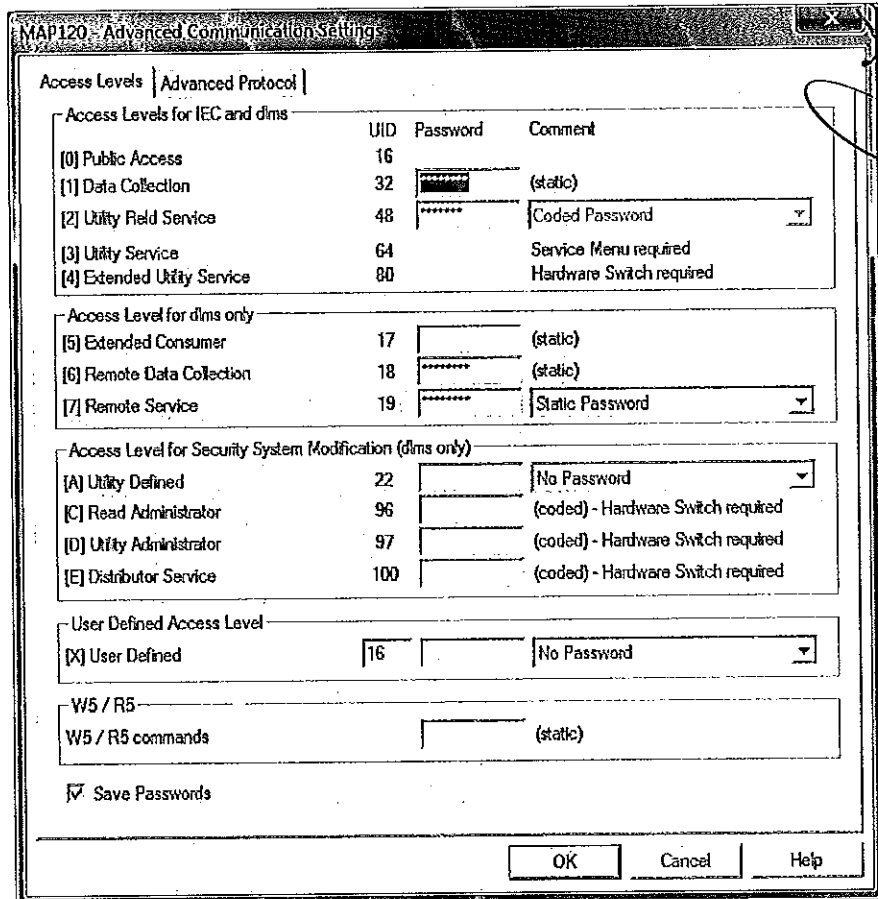 MAP120 - Advanced Communication Settings
Access Levels Advanced Protocol
Access Levels for IEC and dlms
UID Password Comment
[0] Public Access 16
[1] Data Collection 32 ******* (static)
[2] Utility Field Service 48 ******* Coded Password
[3] Utility Service 64 Service Menu required
[4] Extended Utility Service 80 Hardware Switch required
Access Level for dlms only
[5] Extended Consumer 17 (static)
[6] Remote Data Collection 18 ******* (static)
[7] Remote Service 19 ******* Static Password
Access Level for Security System Modification (dlms only)
[A] Utility Defined 22 No Password
[C] Read Administrator 96 (coded) - Hardware Switch required
[D] Utility Administrator 97 (coded) - Hardware Switch required
[E] Distributor Service 100 (coded) - Hardware Switch required
User Defined Access Level
[X] User Defined 16 No Password
W5 / R5
W5 / R5 commands (static)
Save Passwords
OK Cancel Help